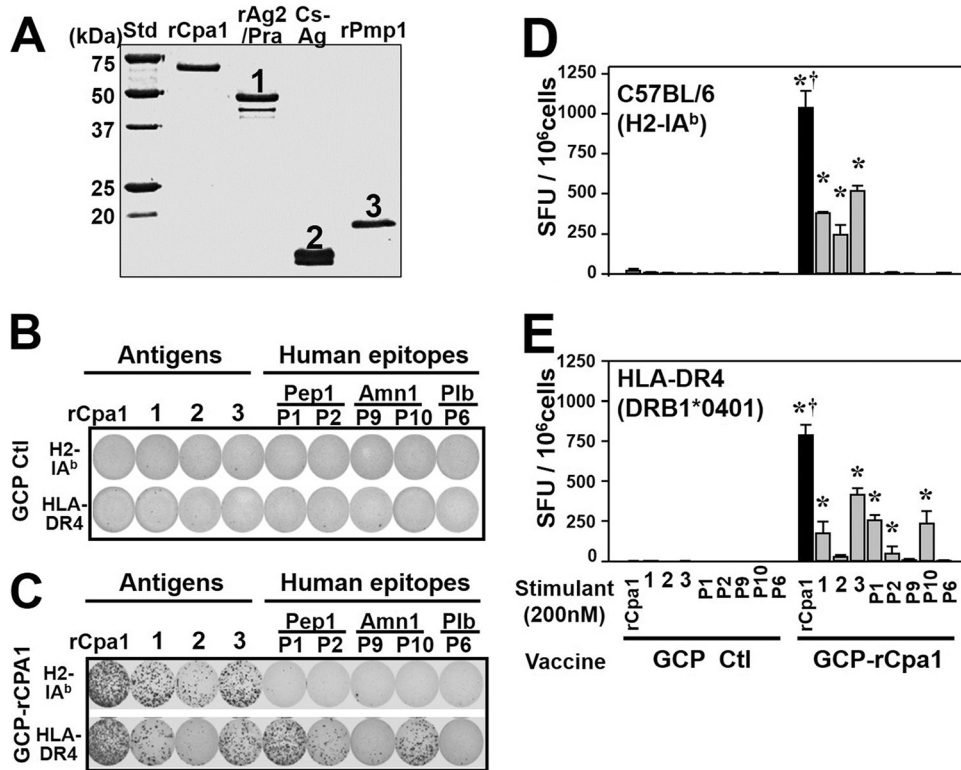 A
(kDa) Std rCpa1 rAg2/Pra Cs-Ag rPmp1
75
50
37
25
20
1
2
3
B
Antigens Human epitopes
Pep1 Amn1 Plb
rCpa1 1 2 3 P1 P2 P9 P10 P6
GCP Ctl
H2-IAᵇ
HLA-DR4
C
Antigens Human epitopes
Pep1 Amn1 Plb
rCpa1 1 2 3 P1 P2 P9 P10 P6
GCP-rCPA1
H2-IAᵇ
HLA-DR4
D
SFU / 10⁶cells
1250
1000
750
500
250
0
C57BL/6
(H2-IAᵇ)
*†
* * *
E
SFU / 10⁶cells
1250
1000
750
500
250
0
HLA-DR4
(DRB1*0401)
*†
* * * * *
Stimulant
(200nM)
rCpa1 1 2 3 P1 P2 P9 P10 P6 rCpa1 1 2 3 P1 P2 P9 P10 P6
Vaccine GCP Ctl GCP-rCpa1